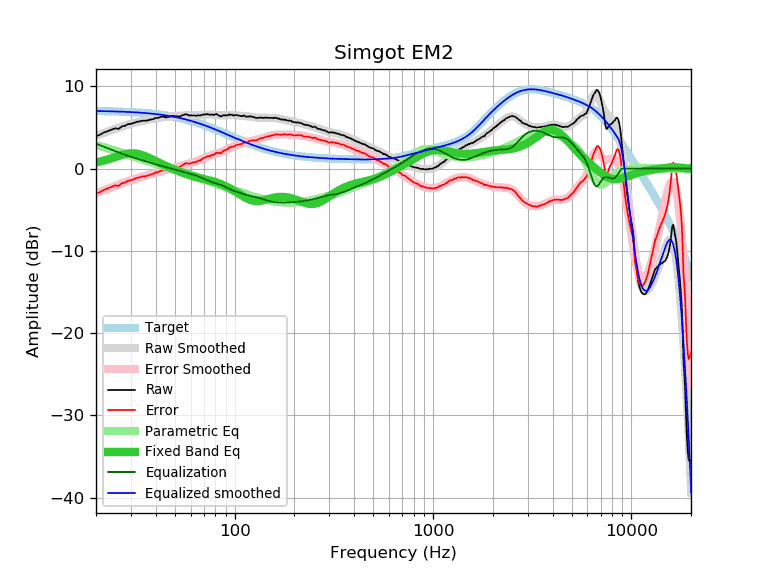 Simgot EM2
10
0
−10
−20
−30
−40
Amplitude (dBr)
Target
Raw Smoothed
Error Smoothed
Raw
Error
Parametric Eq
Fixed Band Eq
Equalization
Equalized smoothed
100
1000
10000
Frequency (Hz)